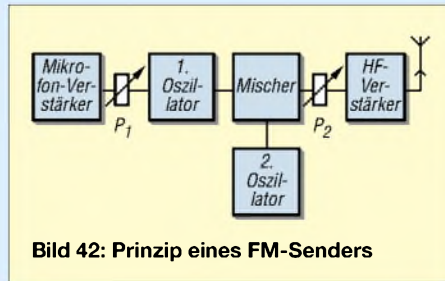 Mikro-
fon-Ver-
stärker
P1
1.
Oszil-
lator
Mischer
P2
HF-
Ver-
stärker
2.
Oszil-
lator
Bild 42: Prinzip eines FM-Senders